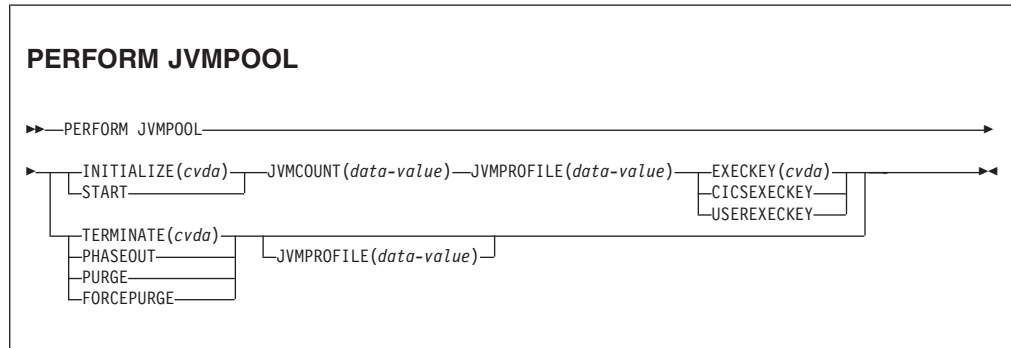 PERFORM JVMPOOL
PERFORM JVMPOOL
INITIALIZE(cvda) JVMCOUNT(data-value) JVMPROFILE(data-value) EXECKEY(cvda)
START CICSEXECKEY
USEREXECKEY
TERMINATE(cvda)
PHASEOUT JVMPROFILE(data-value)
PURGE
FORCEPURGE